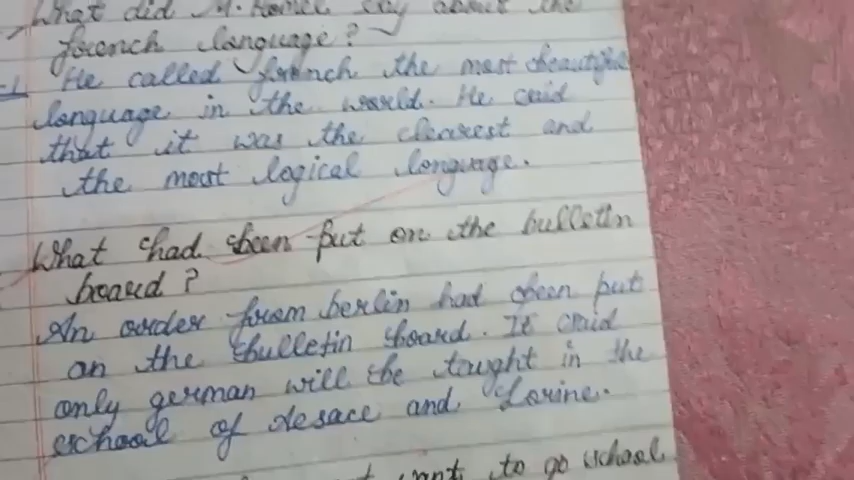 What did M. Hamel say about the
french language?
He called french the most beautiful
language in the world. He said
that it was the clearest and
the most logical language.
What had been put on the bulletin
board?
An order from berlin had been put
on the bulletin board. It said
only german will be taught in the
school of Alsace and Lorine.
want to go school